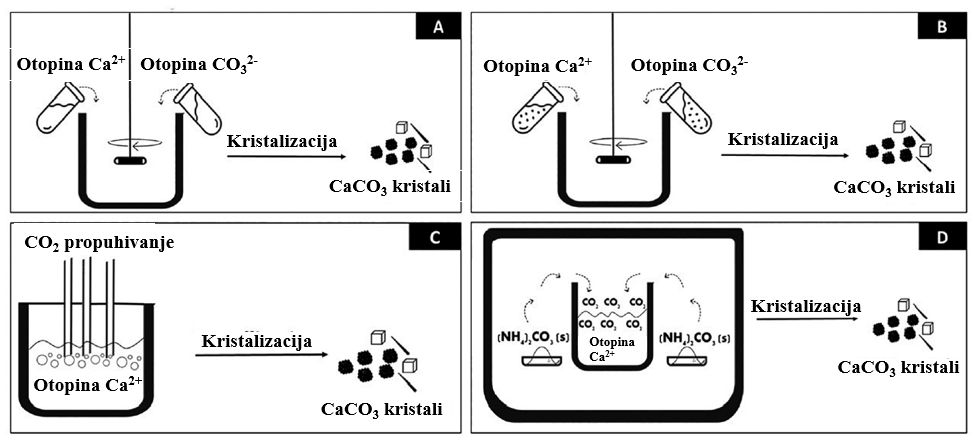 A
Otopina Ca²⁺
Otopina CO₃²⁻
Kristalizacija
CaCO₃ kristali
B
Otopina Ca²⁺
Otopina CO₃²⁻
Kristalizacija
CaCO₃ kristali
C
CO₂ propuhivanje
Otopina Ca²⁺
Kristalizacija
CaCO₃ kristali
D
CO₂ CO₂ CO₂
CO₂ CO₂ CO₂
(NH₄)₂CO₃(s)
Otopina
Ca²⁺
(NH₄)₂CO₃(s)
Kristalizacija
CaCO₃ kristali